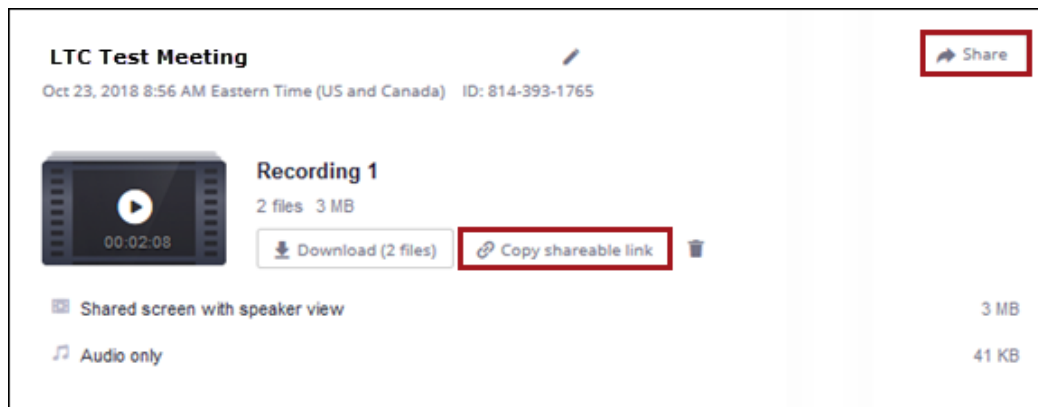 LTC Test Meeting
Share
Oct 23, 2018 8:56 AM Eastern Time (US and Canada) ID: 814-393-1765
Recording 1
2 files 3 MB
00:02:08
Download (2 files)
Copy shareable link
Shared screen with speaker view
3 MB
Audio only
41 KB